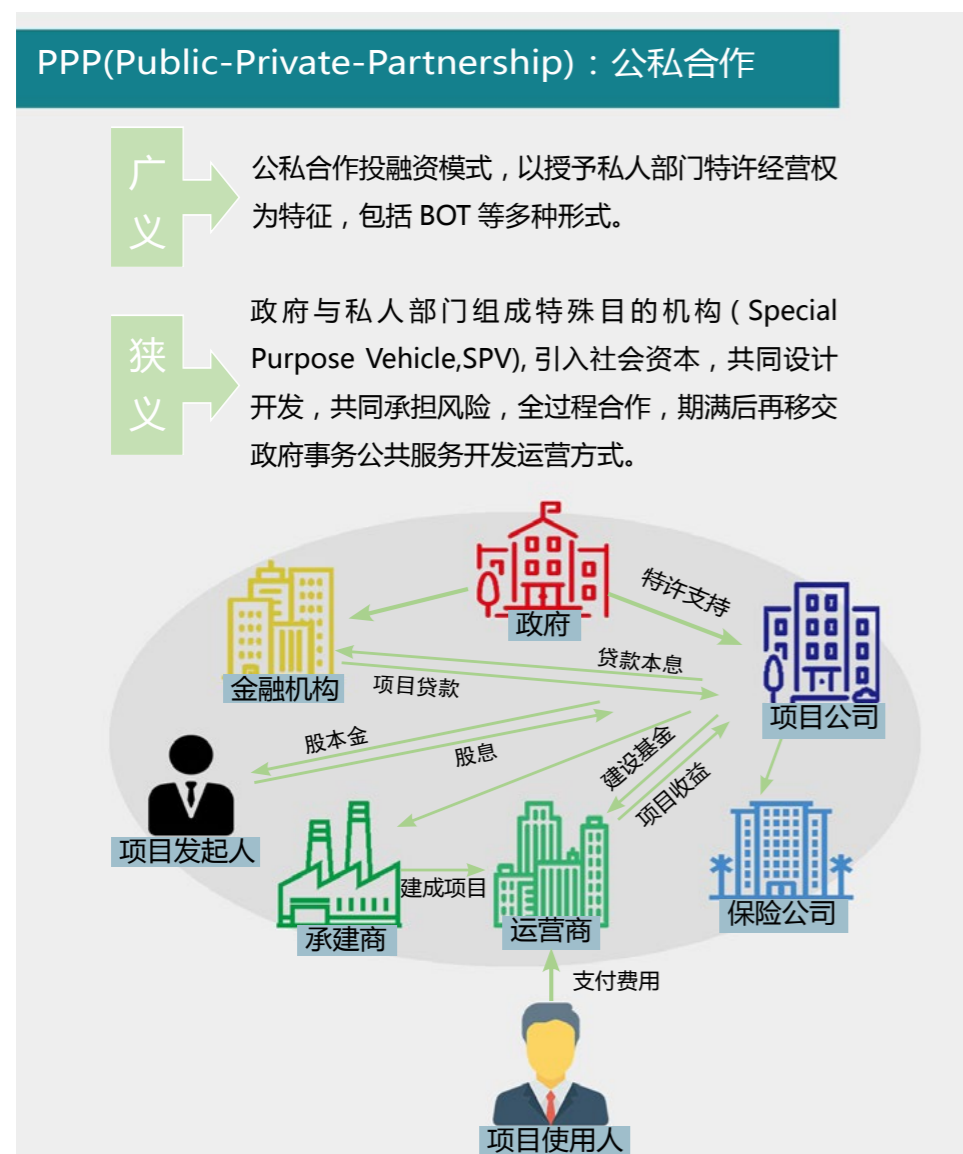 PPP(Public-Private-Partnership)：公私合作
广
义
公私合作投融资模式，以授予私人部门特许经营权
为特征，包括 BOT 等多种形式。
狭
义
政府与私人部门组成特殊目的机构 ( Special
Purpose Vehicle,SPV), 引入社会资本，共同设计
开发，共同承担风险，全过程合作，期满后再移交
政府事务公共服务开发运营方式。
特许支持
政府
贷款本息
金融机构
项目贷款
项目公司
股本金
股息
建设基金
项目收益
项目发起人
建成项目
保险公司
运营商
承建商
支付费用
项目使用人